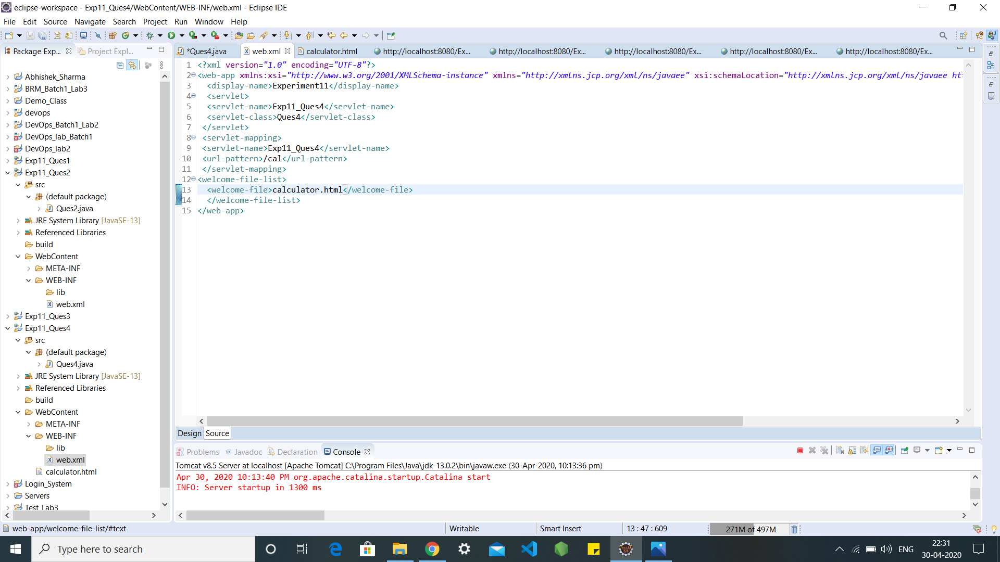 eclipse-workspace - Exp11_Ques4/WebContent/WEB-INF/web.xml - Eclipse IDE
File Edit Source Navigate Search Project Run Window Help
Package Exp... Project Expl...
*Ques4.java web.xml calculator.html http://localhost:8080/Ex... http://localhost:8080/Ex... http://localhost:8080/Ex... http://localhost:8080/Ex... http://localhost:8080/Ex...
Abhishek_Sharma
BRM_Batch1_Lab3
Demo_Class
devops
DevOps_Batch1_Lab2
DevOps_lab_Batch1
DevOps_lab2
Exp11_Ques1
Exp11_Ques2
src
(default package)
Ques2.java
JRE System Library [JavaSE-13]
Referenced Libraries
build
WebContent
META-INF
WEB-INF
lib
web.xml
Exp11_Ques3
Exp11_Ques4
src
(default package)
Ques4.java
JRE System Library [JavaSE-13]
Referenced Libraries
build
WebContent
META-INF
WEB-INF
lib
web.xml
calculator.html
Login_System
Servers
Test_Lab3
1 <?xml version="1.0" encoding="UTF-8"?>
2 <web-app xmlns:xsi="http://www.w3.org/2001/XMLSchema-instance" xmlns="http://xmlns.jcp.org/xml/ns/javaee" xsi:schemaLocation="http://xmlns.jcp.org/xml/ns/javaee htt
3 <display-name>Experiment11</display-name>
4 <servlet>
5 <servlet-name>Exp11_Ques4</servlet-name>
6 <servlet-class>Ques4</servlet-class>
7 </servlet>
8 <servlet-mapping>
9 <servlet-name>Exp11_Ques4</servlet-name>
10 <url-pattern>/cal</url-pattern>
11 </servlet-mapping>
12 <welcome-file-list>
13 <welcome-file>calculator.html</welcome-file>
14 </welcome-file-list>
15 </web-app>
Design Source
Problems Javadoc Declaration Console
Tomcat v8.5 Server at localhost [Apache Tomcat] C:\Program Files\Java\jdk-13.0.2\bin\javaw.exe (30-Apr-2020, 10:13:36 pm)
Apr 30, 2020 10:13:40 PM org.apache.catalina.startup.Catalina start
INFO: Server startup in 1300 ms
web-app/welcome-file-list/#text Writable Smart Insert 13 : 47 : 609 271M of 497M
Type here to search
ENG
22:31
30-04-2020